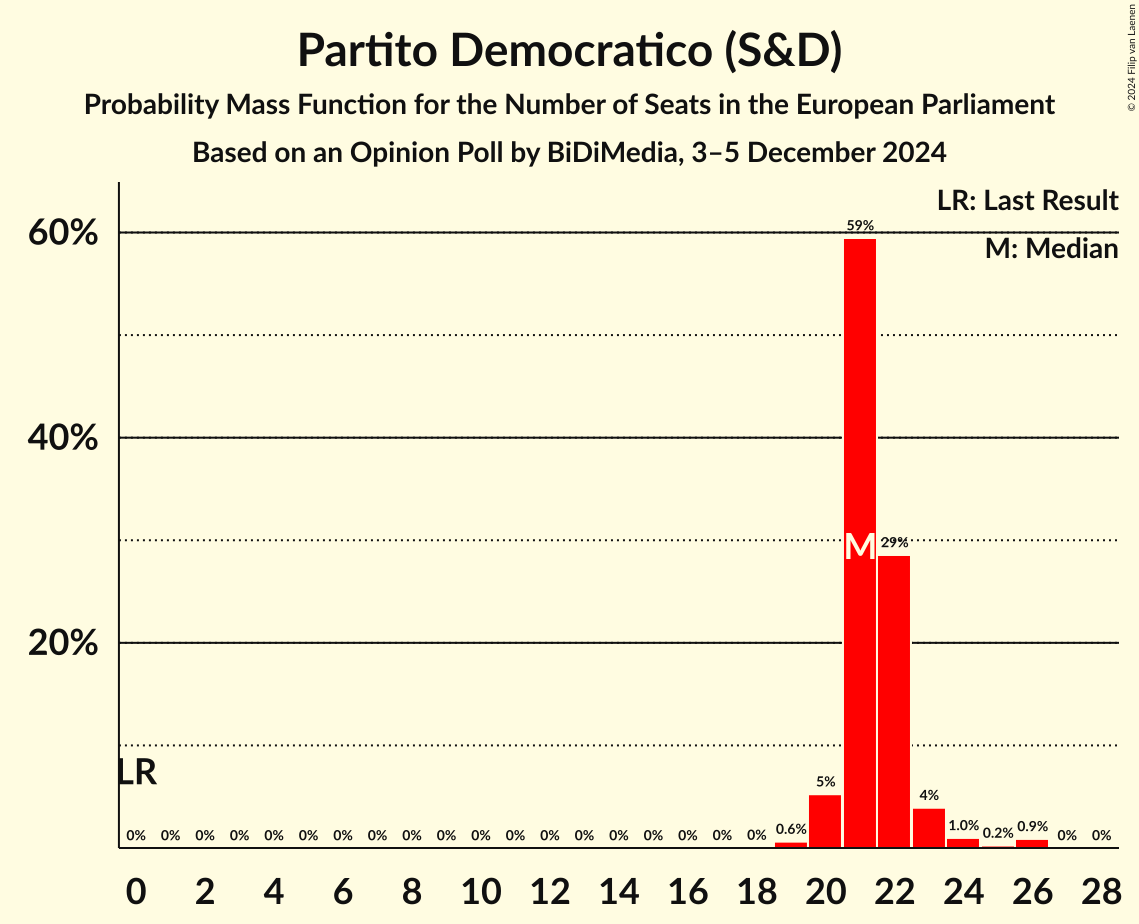 Partito Democratico (S&D)
Probability Mass Function for the Number of Seats in the European Parliament
Based on an Opinion Poll by BiDiMedia, 3–5 December 2024
© 2024 Filip van Laenen
LR: Last Result
M: Median
60%
40%
20%
LR
M
0% 0% 0% 0% 0% 0% 0% 0% 0% 0% 0% 0% 0% 0% 0% 0% 0% 0% 0% 0.6% 5% 59% 29% 4% 1.0% 0.2% 0.9% 0% 0%
0 2 4 6 8 10 12 14 16 18 20 22 24 26 28